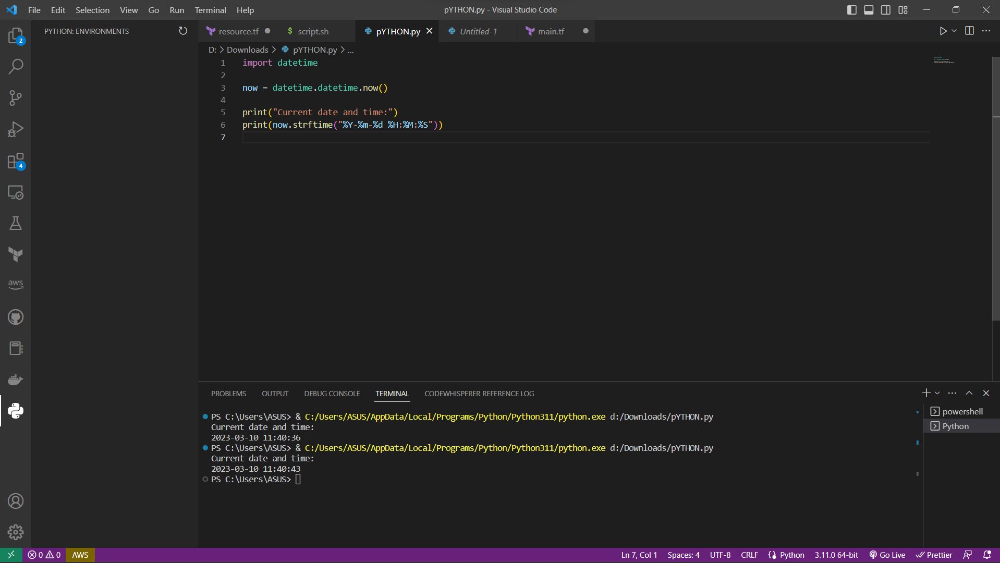 File Edit Selection View Go Run Terminal Help
pYTHON.py - Visual Studio Code
2
4
aws
PYTHON: ENVIRONMENTS
resource.tf
$ script.sh
pYTHON.py
Untitled-1
main.tf
D: > Downloads > pYTHON.py > ...
1 import datetime
2
3 now = datetime.datetime.now()
4
5 print("Current date and time:")
6 print(now.strftime("%Y-%m-%d %H:%M:%S"))
7
PROBLEMS OUTPUT DEBUG CONSOLE TERMINAL CODEWHISPERER REFERENCE LOG
PS C:\Users\ASUS> & C:/Users/ASUS/AppData/Local/Programs/Python/Python311/python.exe d:/Downloads/pYTHON.py
Current date and time:
2023-03-10 11:40:36
PS C:\Users\ASUS> & C:/Users/ASUS/AppData/Local/Programs/Python/Python311/python.exe d:/Downloads/pYTHON.py
Current date and time:
2023-03-10 11:40:43
PS C:\Users\ASUS>
powershell
Python
0 0 AWS
Ln 7, Col 1 Spaces: 4 UTF-8 CRLF Python 3.11.0 64-bit Go Live Prettier